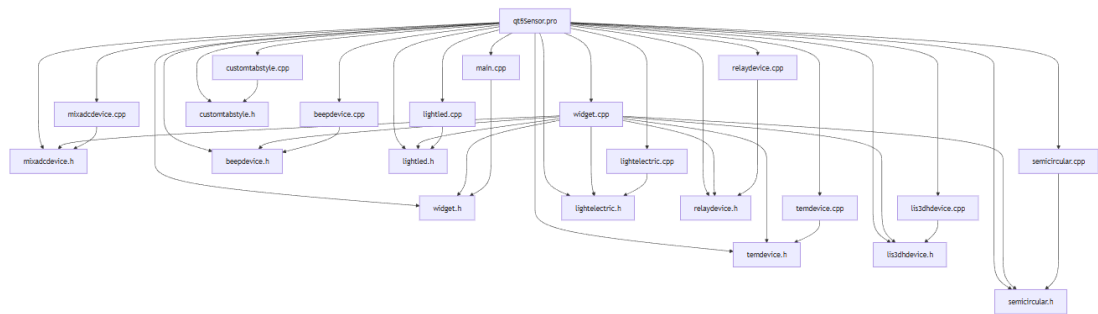 qt5Sensor.pro
customtabstyle.cpp
main.cpp
relaydevice.cpp
mixadcdevice.cpp
customtabstyle.h
beepdevice.cpp
lightled.cpp
widget.cpp
mixadcdevice.h
beepdevice.h
lightled.h
lightelectric.cpp
semicircular.cpp
widget.h
lightelectric.h
relaydevice.h
temdevice.cpp
lis3dhdevice.cpp
temdevice.h
lis3dhdevice.h
semicircular.h